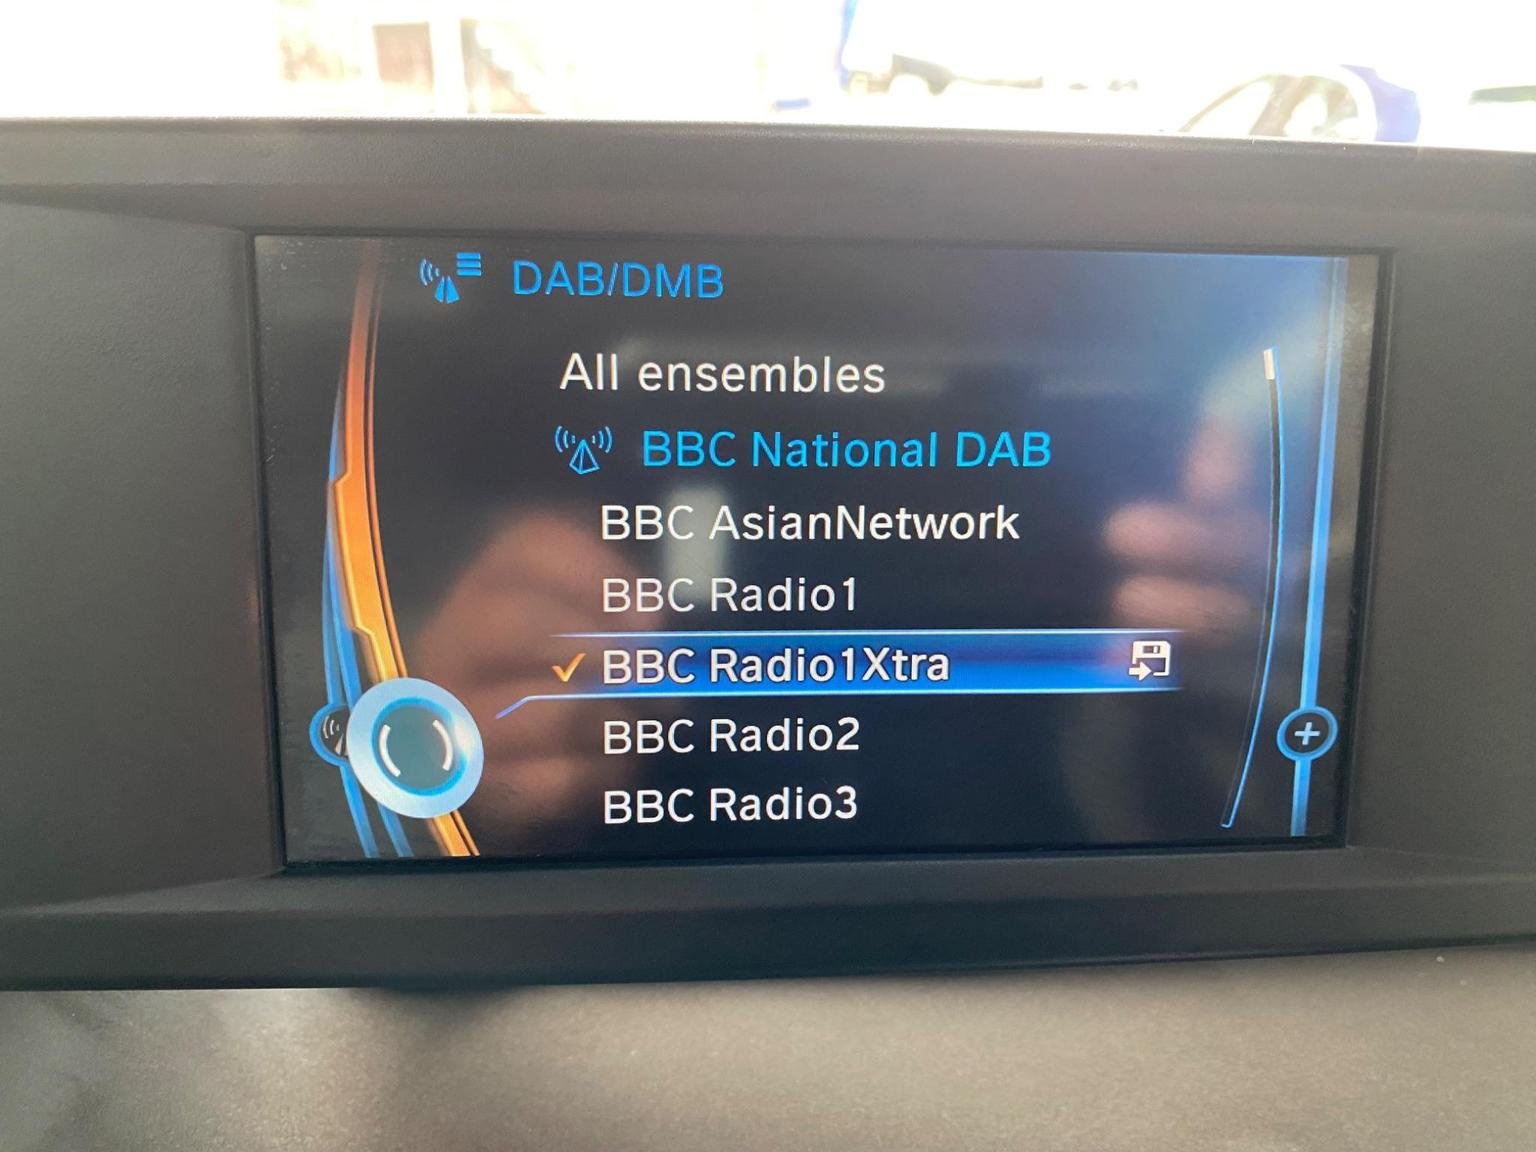 DAB/DMB
All ensembles
BBC National DAB
BBC AsianNetwork
BBC Radio1
BBC Radio1Xtra
BBC Radio2
BBC Radio3